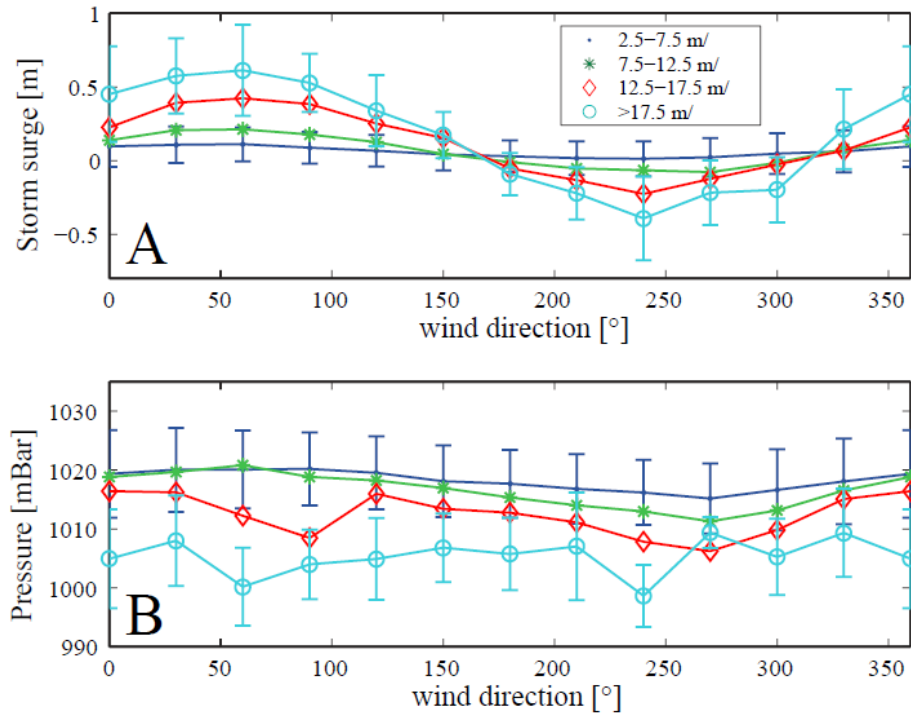 Storm surge [m]
1
0.5
0
−0.5
A
2.5−7.5 m/
7.5−12.5 m/
12.5−17.5 m/
>17.5 m/
0 50 100 150 200 250 300 350
wind direction [°]
Pressure [mBar]
1030
1020
1010
1000
990
B
0 50 100 150 200 250 300 350
wind direction [°]